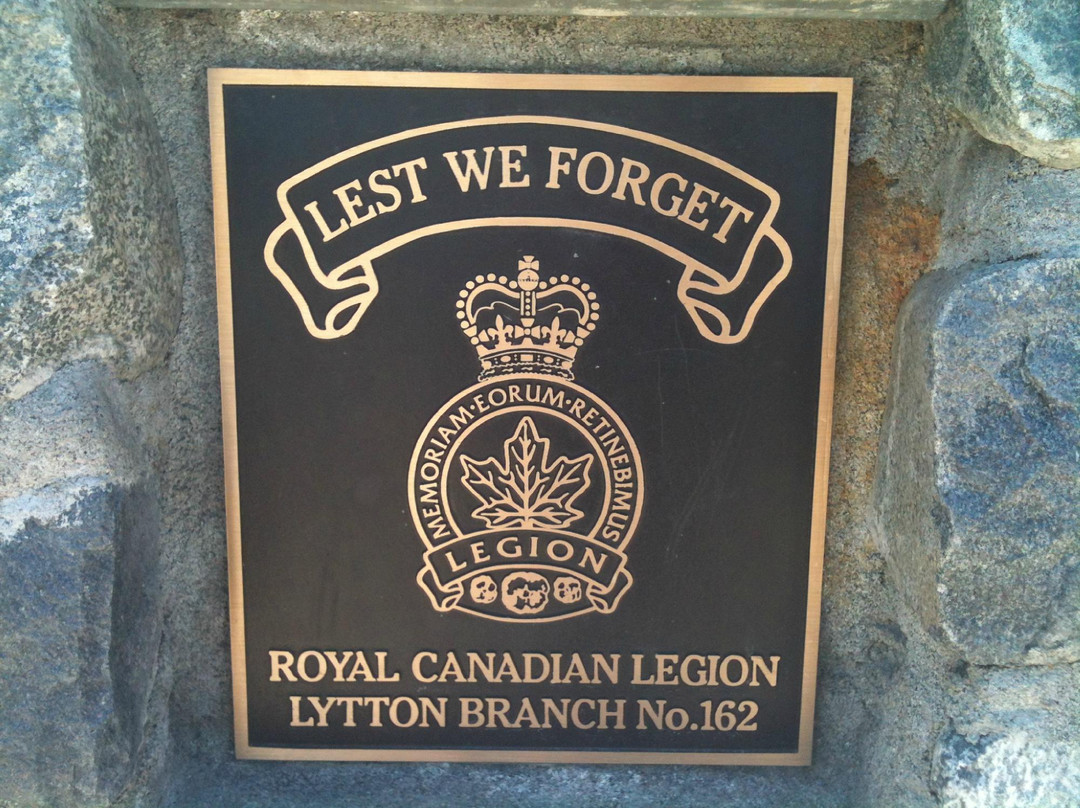 LEST WE FORGET
MEMORIAM·EORUM·RETINEBIMUS
LEGION
ROYAL CANADIAN LEGION
LYTTON BRANCH No.162